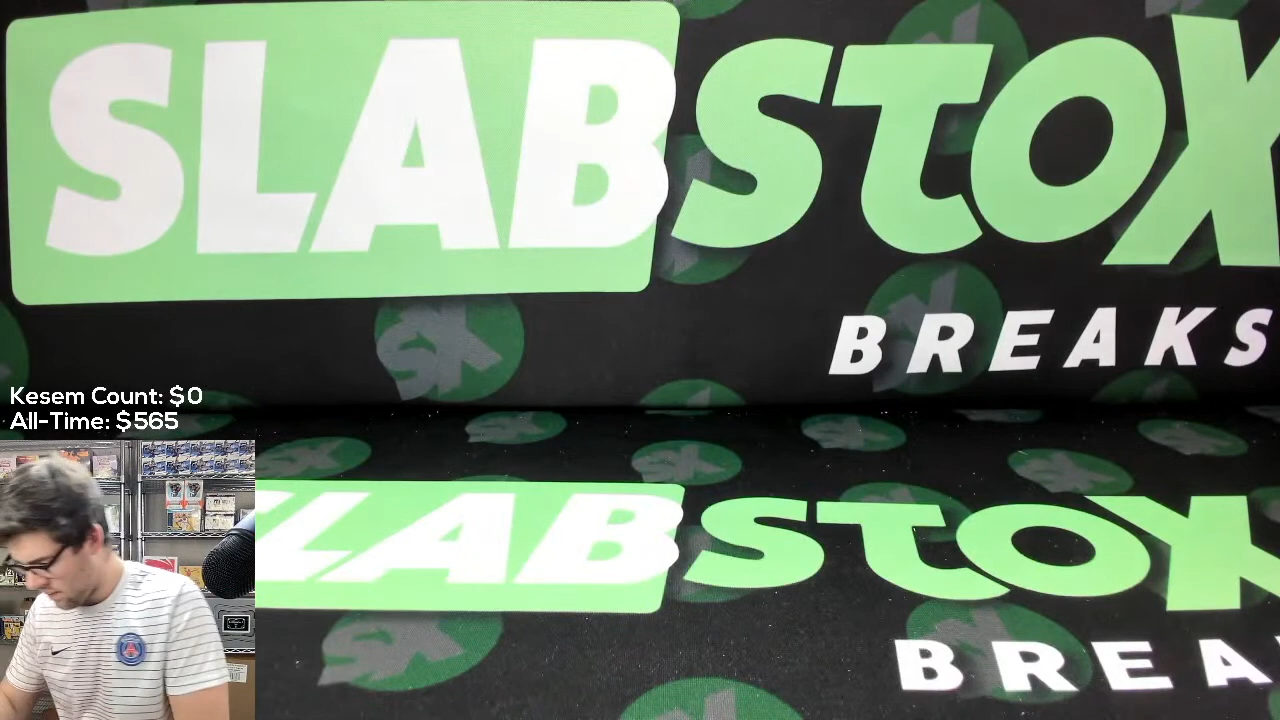 SLABSTOX
BREAKS
Kesem Count: $0
All-Time: $565
SLABSTOX
BREA